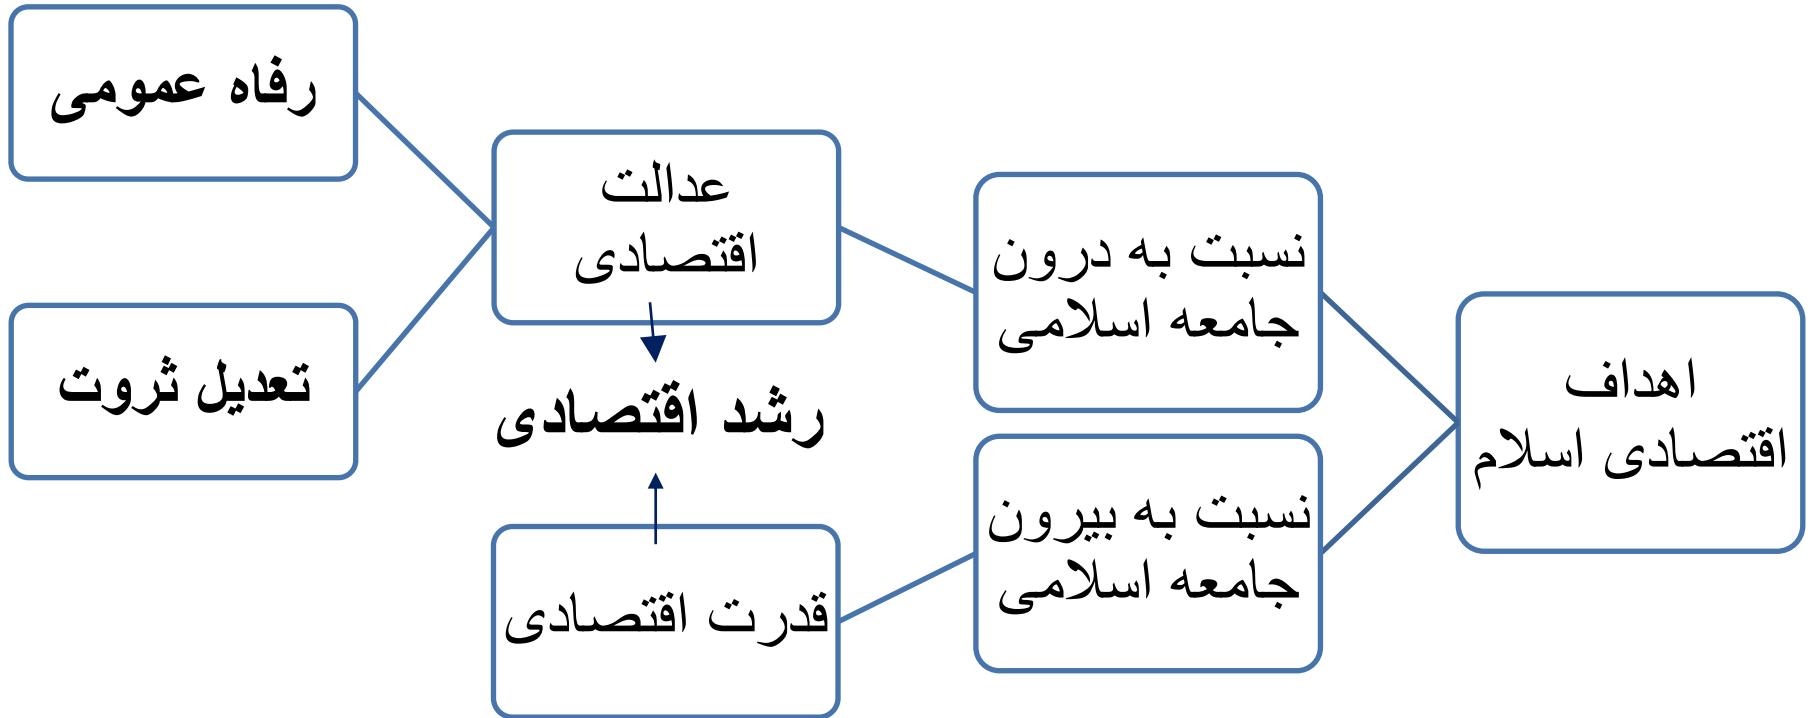 اهداف
اقتصادی اسلام
نسبت به درون
جامعه اسلامی
عدالت
اقتصادی
رفاه عمومی
تعدیل ثروت
رشد اقتصادی
نسبت به بیرون
جامعه اسلامی
قدرت اقتصادی